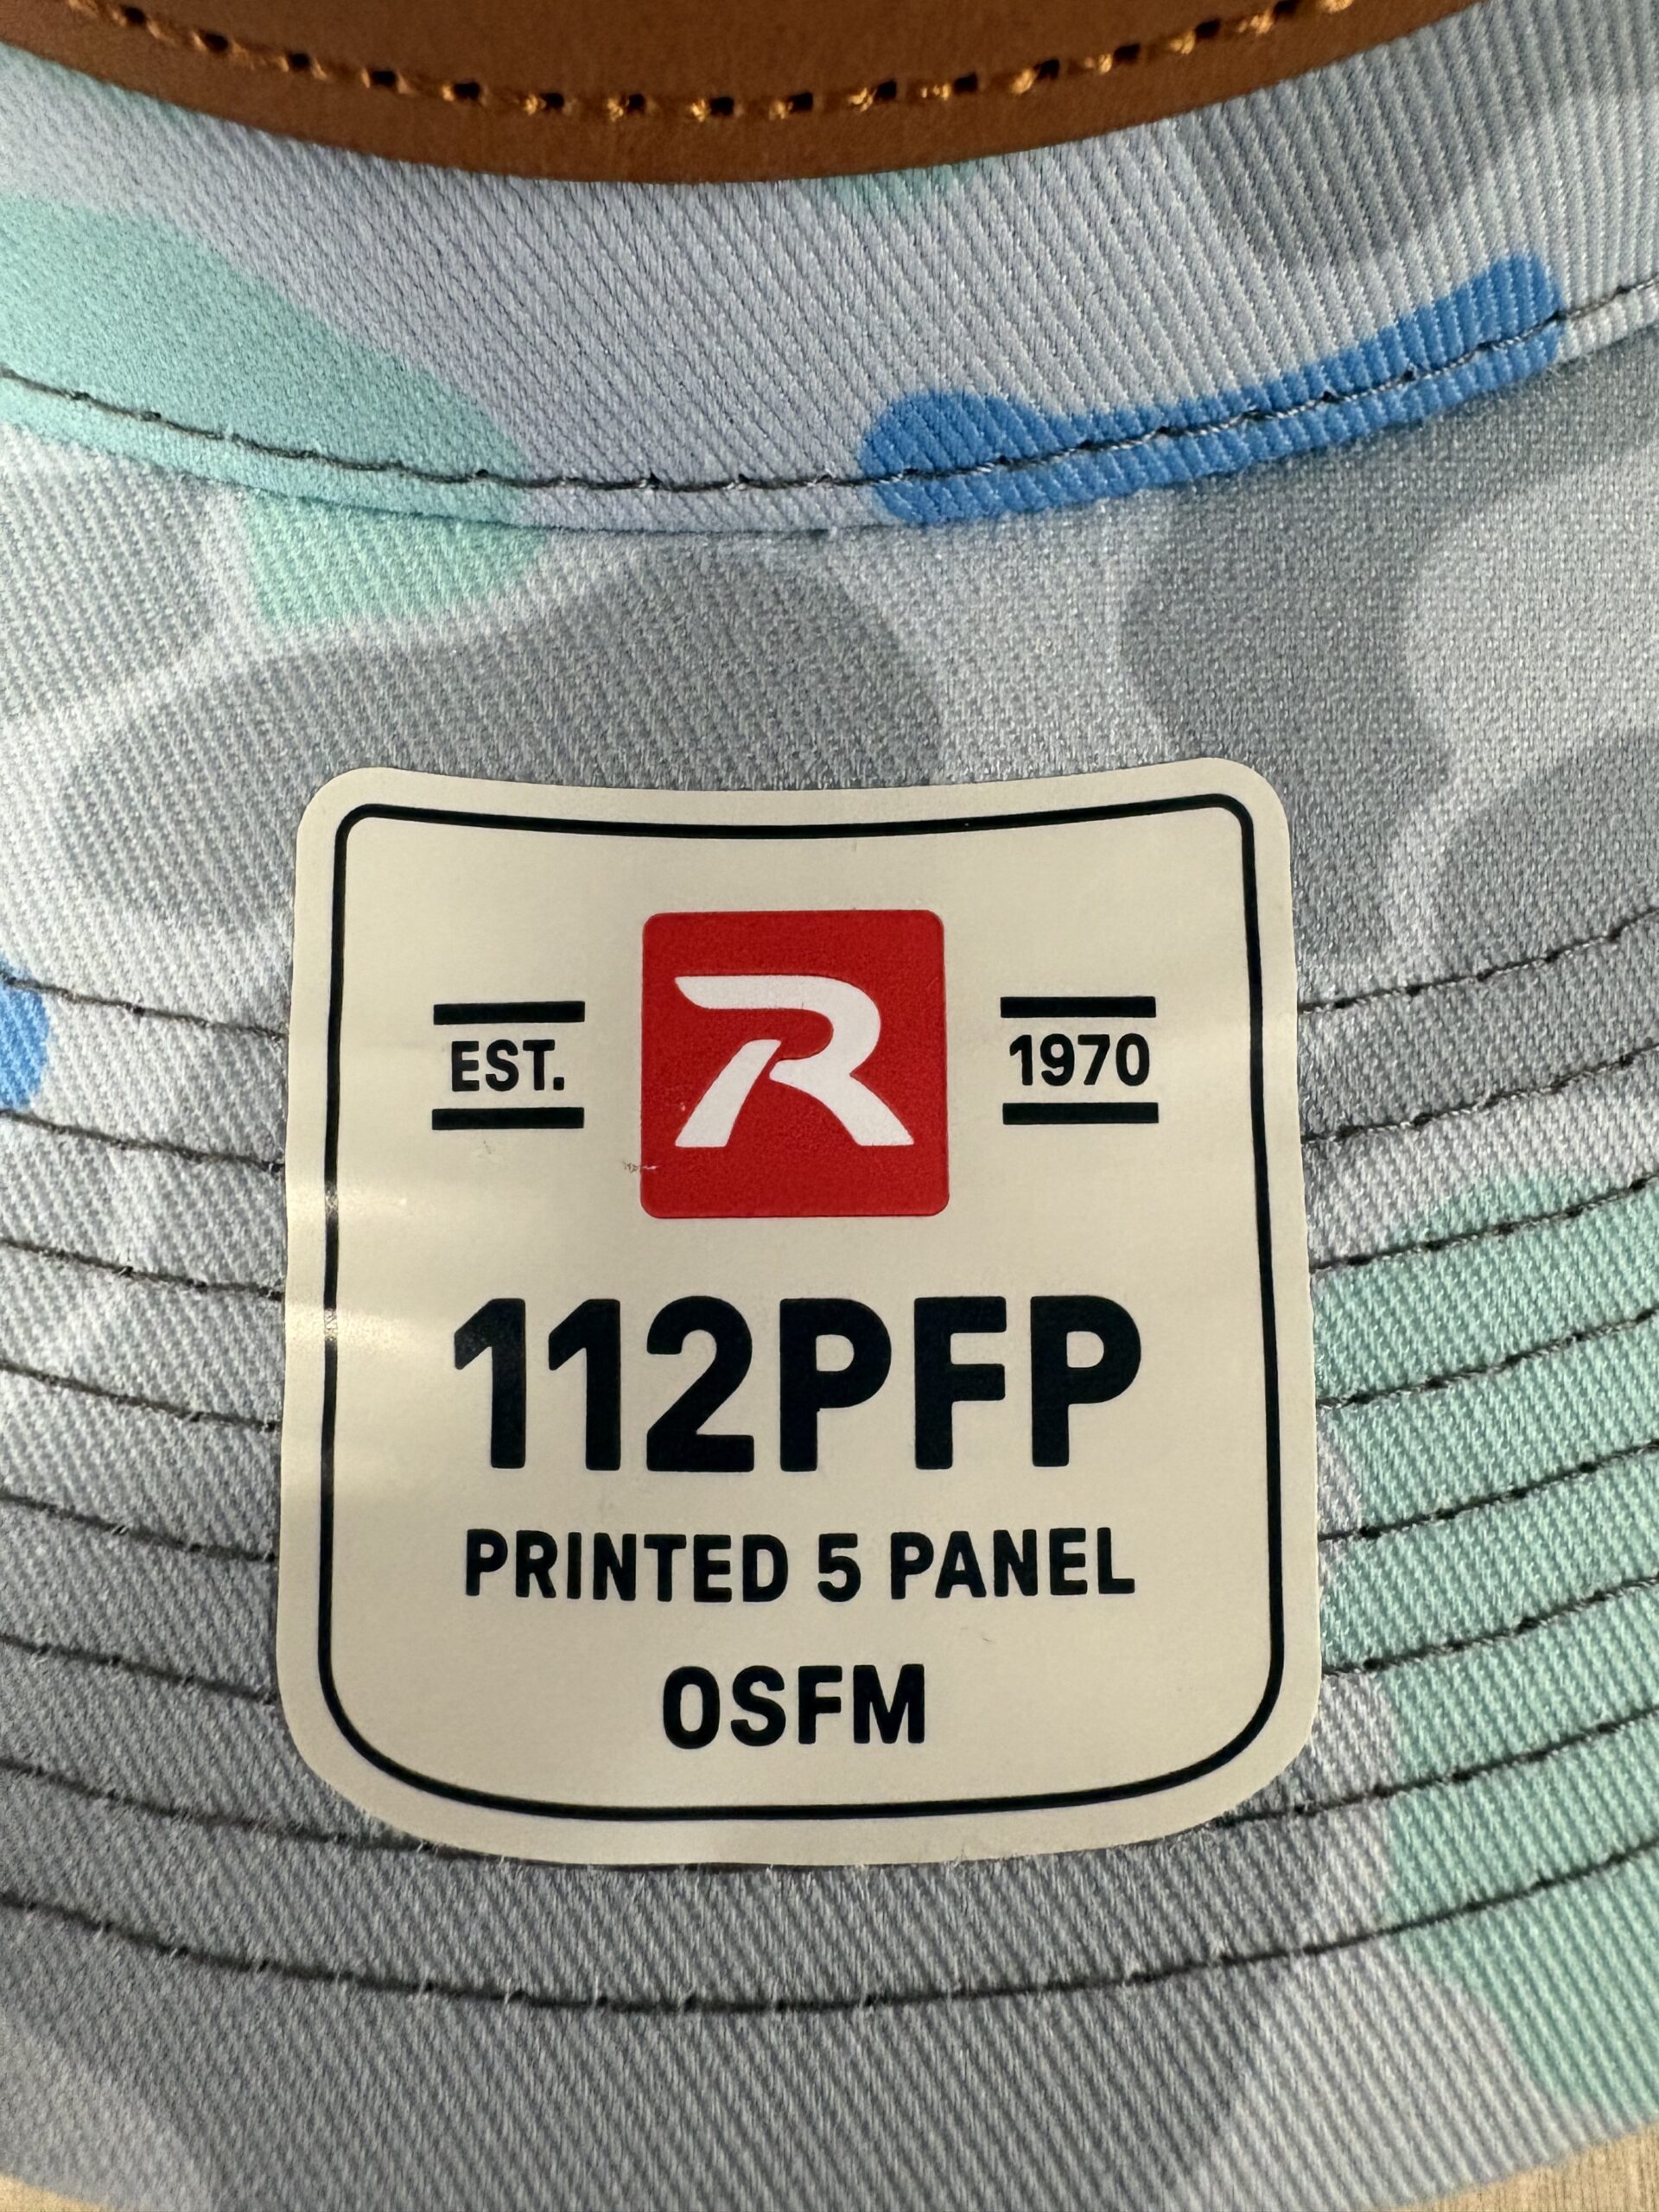 EST. R 1970
112PFP
PRINTED 5 PANEL
OSFM